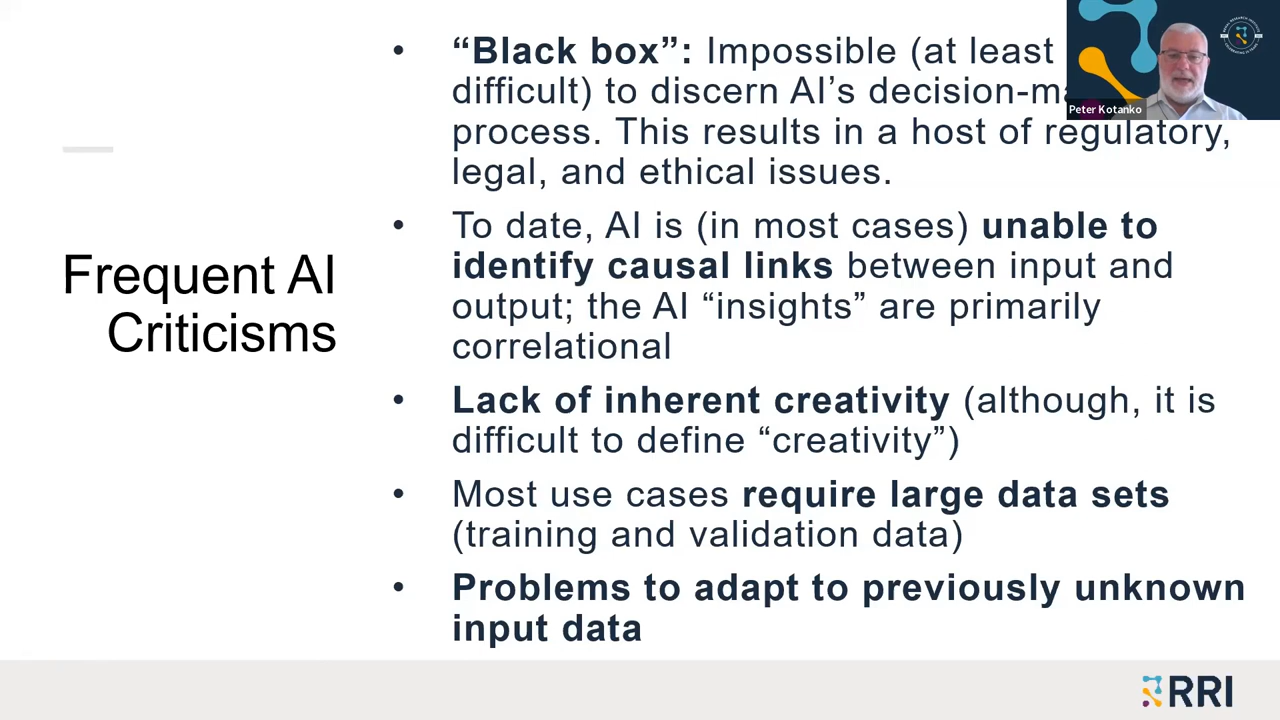 Frequent AI
Criticisms
• “Black box”: Impossible (at least
difficult) to discern AI’s
process. This results in a host of regulatory,
legal, and ethical issues.
• To date, AI is (in most cases) unable to
identify causal links between input and
output; the AI “insights” are primarily
correlational
• Lack of inherent creativity (although, it is
difficult to define “creativity”)
• Most use cases require large data sets
(training and validation data)
• Problems to adapt to previously unknown
input data
Peter Kotanko
RRI